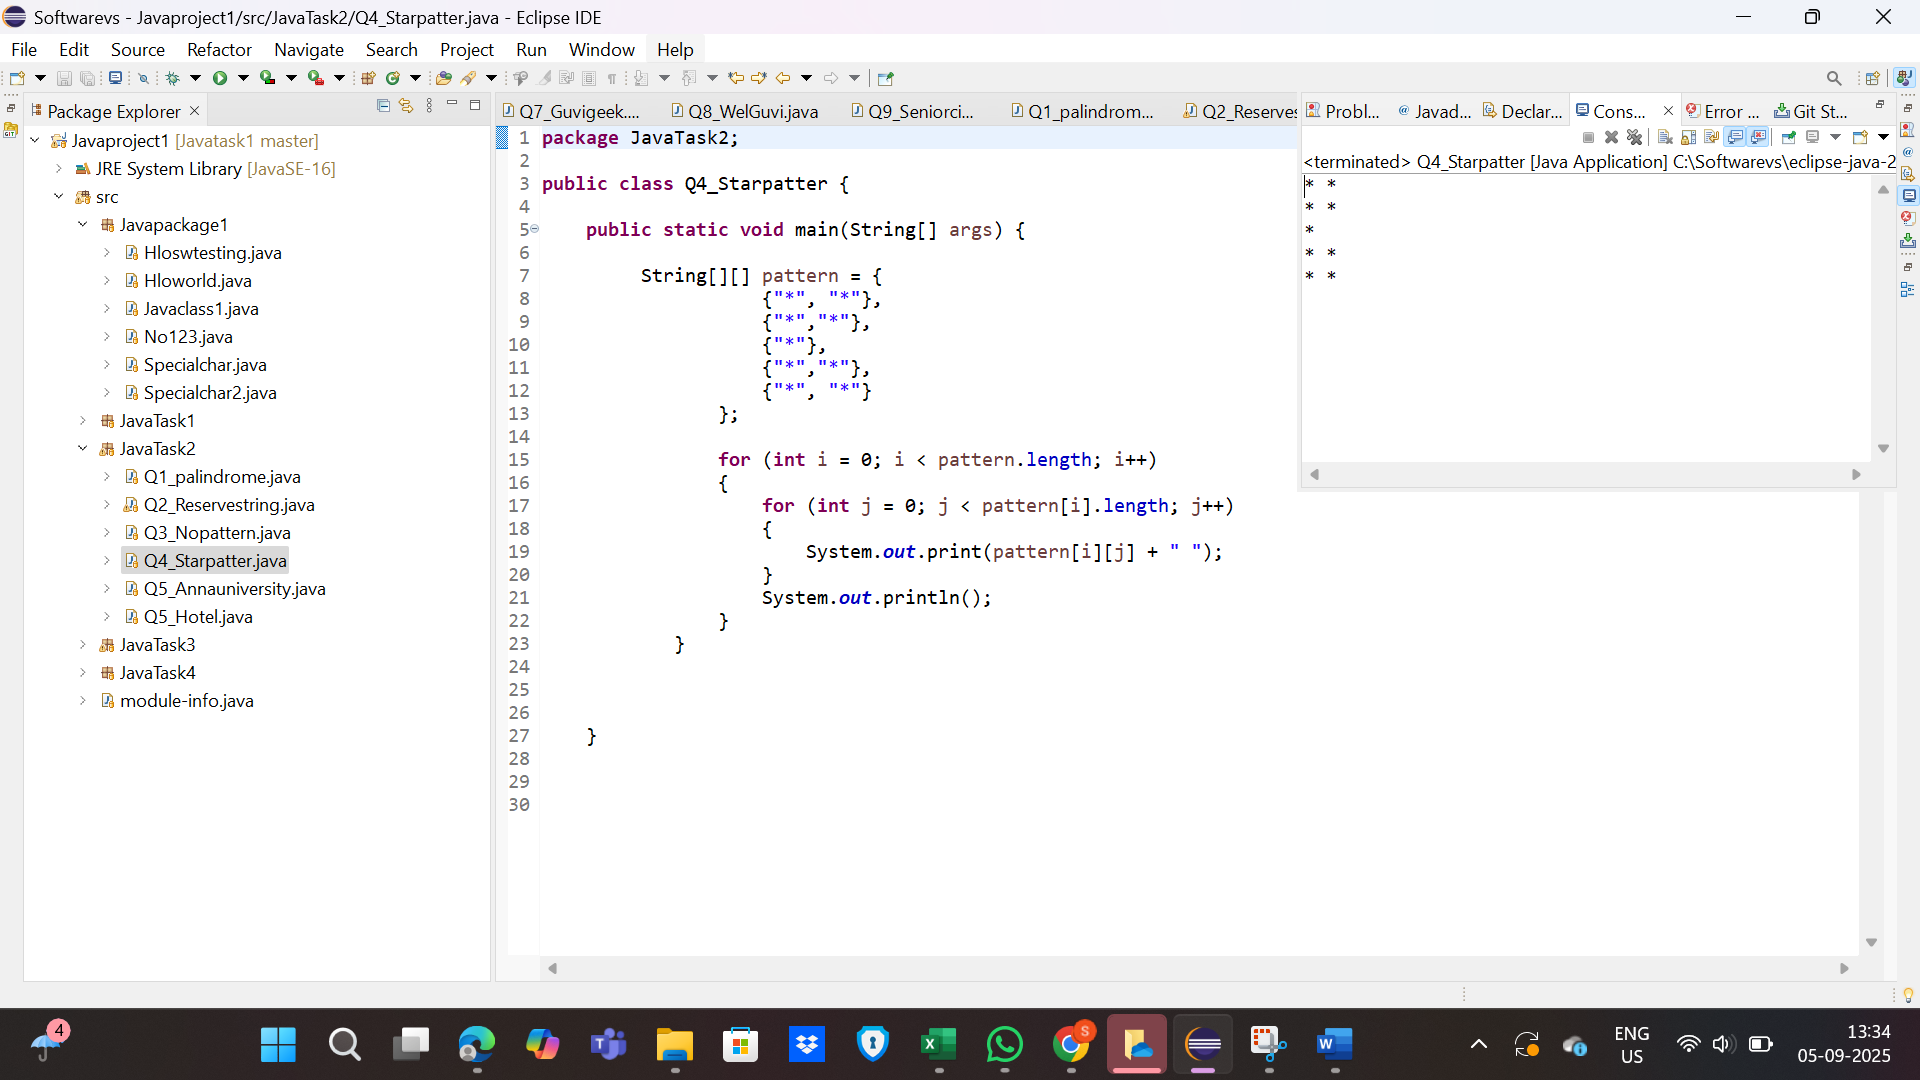 Softwarevs - Javaproject1/src/JavaTask2/Q4_Starpatter.java - Eclipse IDE
File Edit Source Refactor Navigate Search Project Run Window Help
Package Explorer
Javaproject1 [Javatask1 master]
JRE System Library [JavaSE-16]
src
Javapackage1
Hloswtesting.java
Hloworld.java
Javaclass1.java
No123.java
Specialchar.java
Specialchar2.java
JavaTask1
JavaTask2
Q1_palindrome.java
Q2_Reservestring.java
Q3_Nopattern.java
Q4_Starpatter.java
Q5_Annauniversity.java
Q5_Hotel.java
JavaTask3
JavaTask4
module-info.java
Q7_Guvigeek.... Q8_WelGuvi.java Q9_Seniorci... Q1_palindrom... Q2_Reserves
1 package JavaTask2;
2
3 public class Q4_Starpatter {
4
5 public static void main(String[] args) {
6
7 String[][] pattern = {
8 {"*", "*"},
9 {"*","*"},
10 {"*"},
11 {"*","*"},
12 {"*", "*"}
13 };
14
15 for (int i = 0; i < pattern.length; i++)
16 {
17 for (int j = 0; j < pattern[i].length; j++)
18 {
19 System.out.print(pattern[i][j] + " ");
20 }
21 System.out.println();
22 }
23 }
24
25
26
27 }
28
29
30
Probl... Javad... Declar... Cons... Error ... Git St...
<terminated> Q4_Starpatter [Java Application] C:\Softwarevs\eclipse-java-2
* *
* *
*
* *
* *
4
S
ENG
US
13:34
05-09-2025